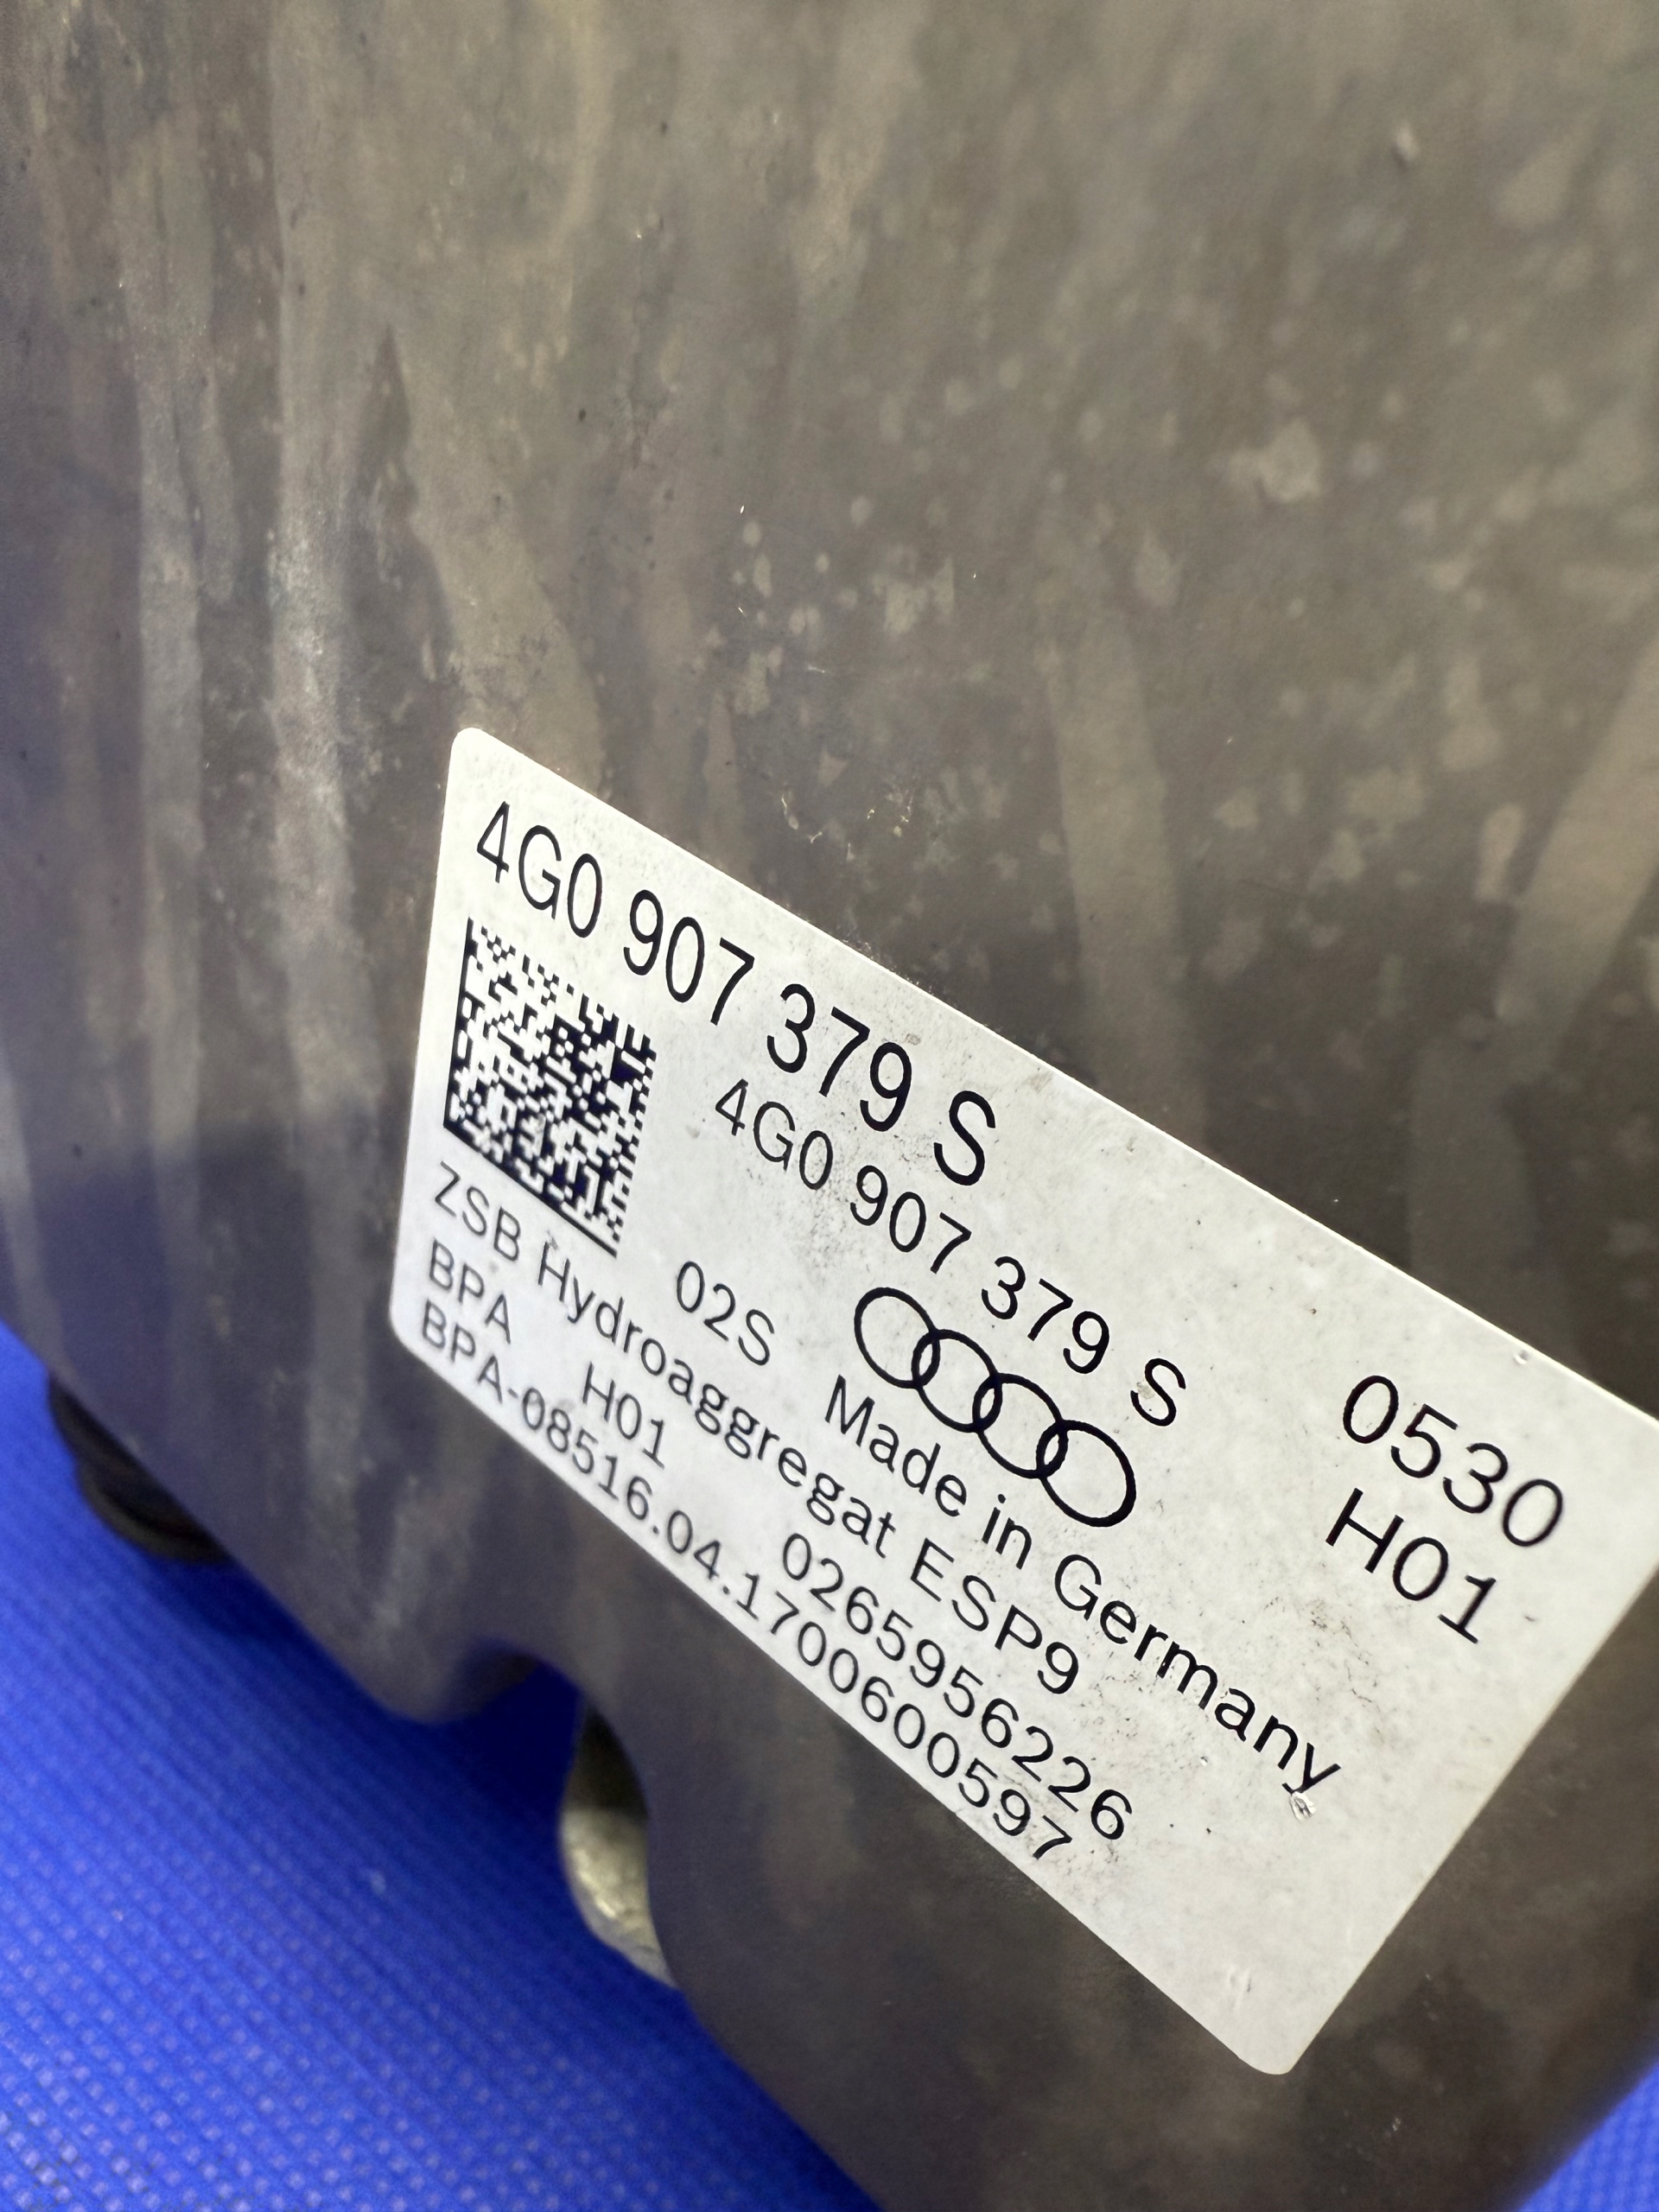 4G0 907 379 S
4G0 907 379 S 0530
02S H01
Made in Germany
ZSB Hydroaggregat ESP9
BPA H01 0265956226
BPA-08516.04.1700600597